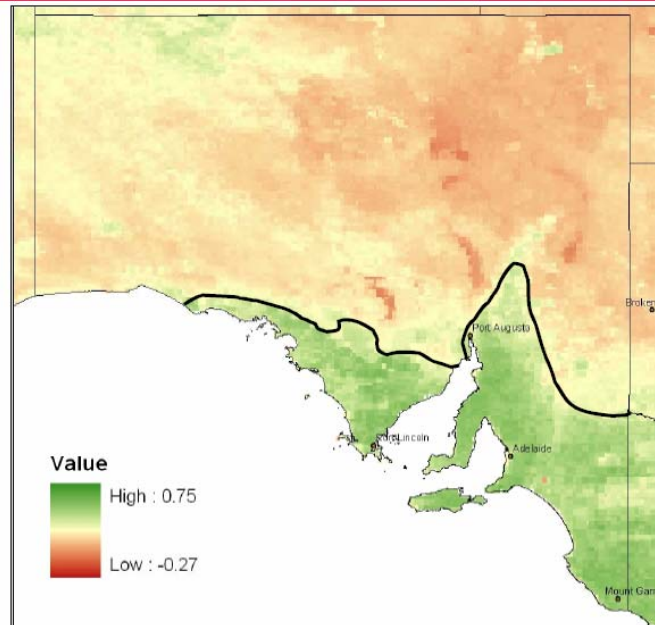 Broken
Port Augusta
Port Lincoln
Adelaide
Value
High : 0.75
Low : -0.27
Mount Gam